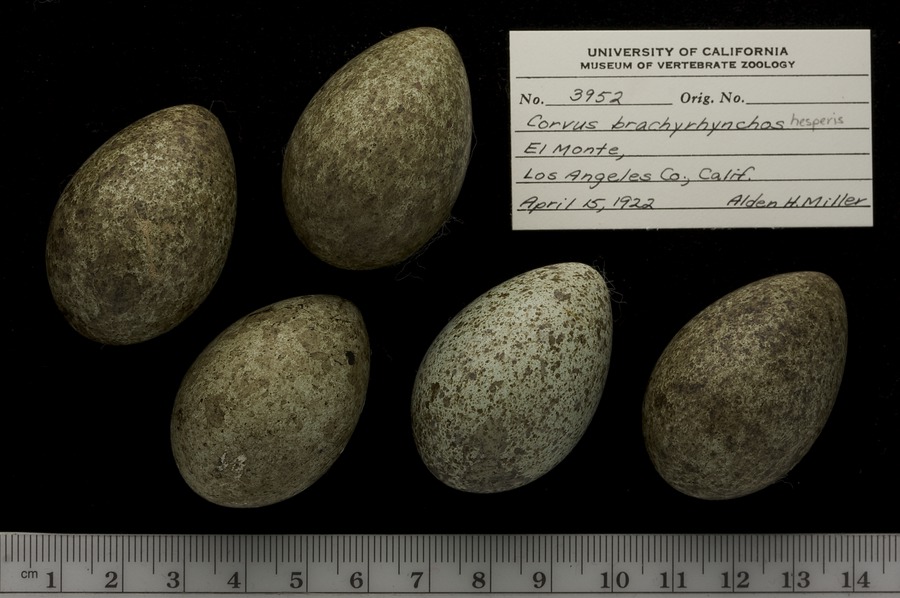 UNIVERSITY OF CALIFORNIA
MUSEUM OF VERTEBRATE ZOOLOGY
No. 3952 Orig. No.
Corvus brachyrhynchos hesperis
El Monte,
Los Angeles Co., Calif.
April 15, 1922 Alden H. Miller
cm 1 2 3 4 5 6 7 8 9 10 11 12 13 14